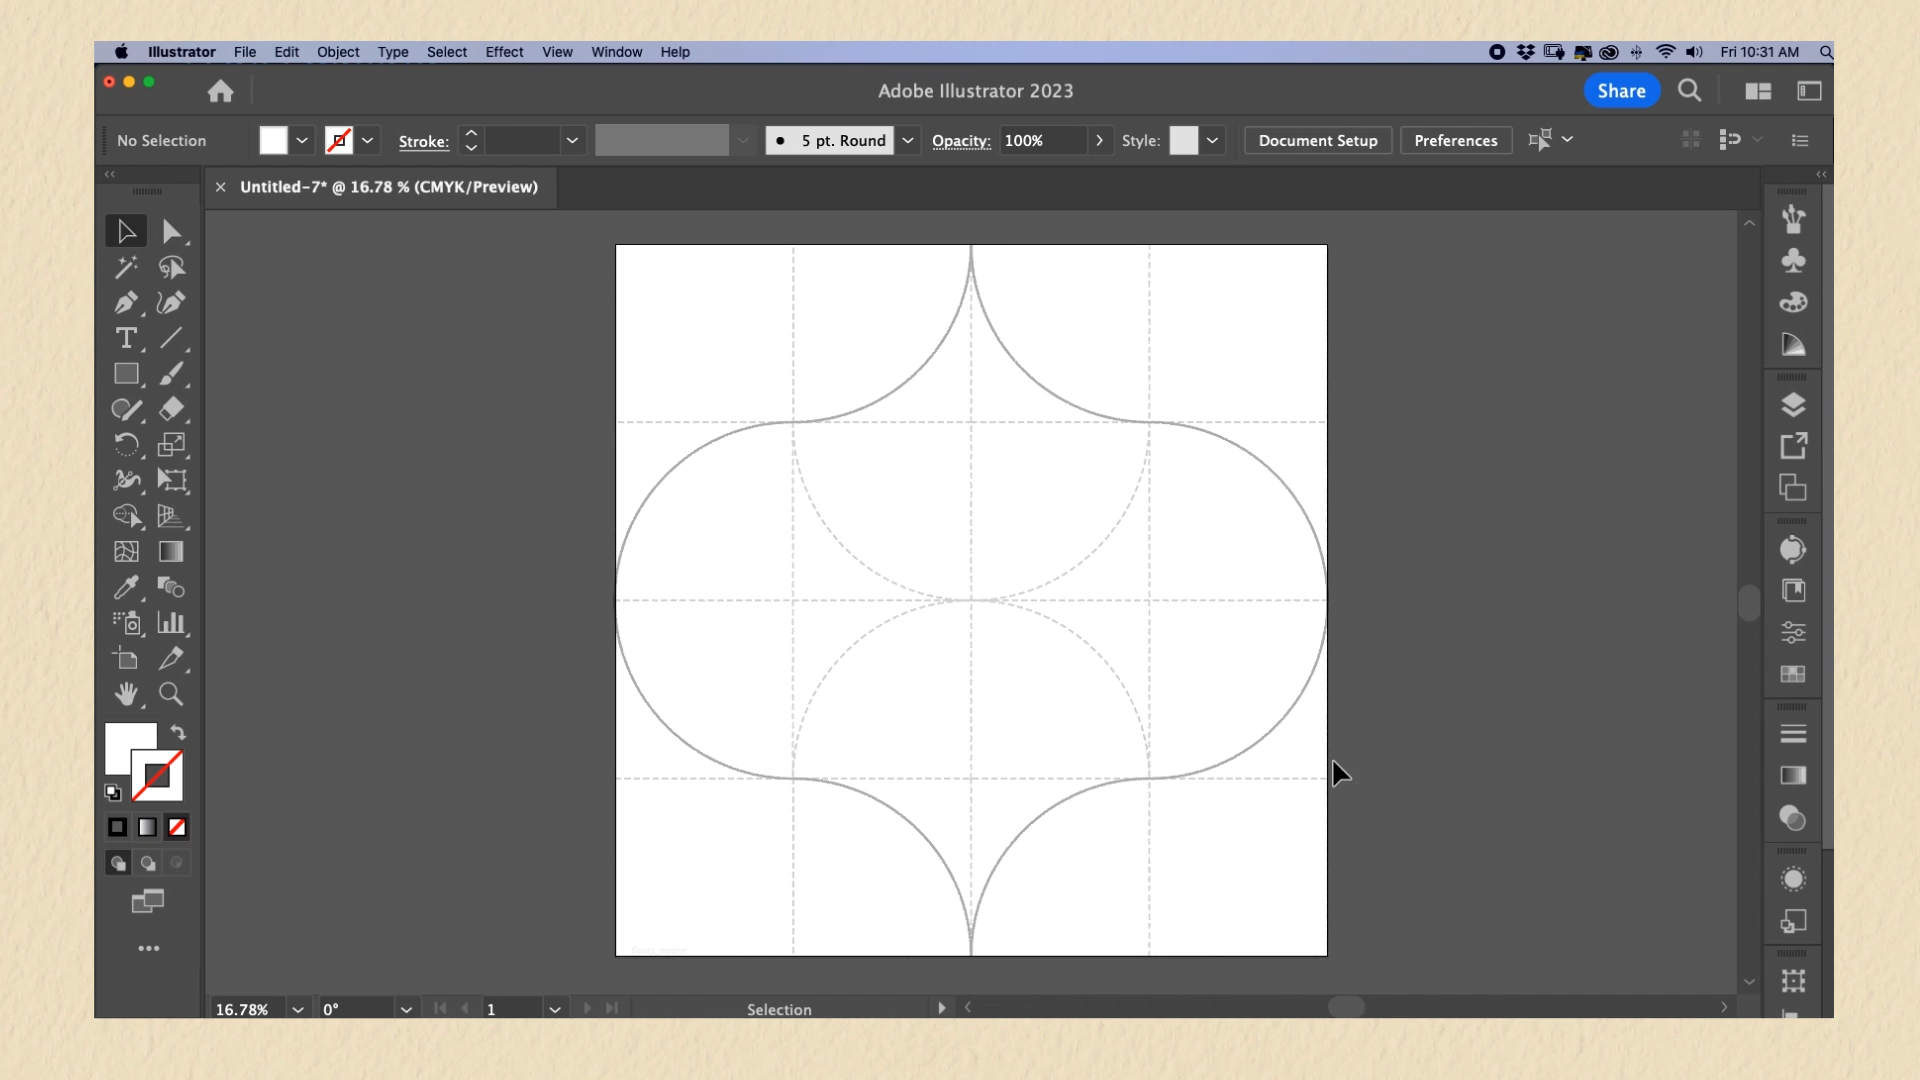 Illustrator File Edit Object Type Select Effect View Window Help Fri 10:31 AM
Adobe Illustrator 2023 Share
No Selection Stroke: 5 pt. Round Opacity: 100% Style: Document Setup Preferences
Untitled-7* @ 16.78 % (CMYK/Preview)
16.78% 0° 1 Selection